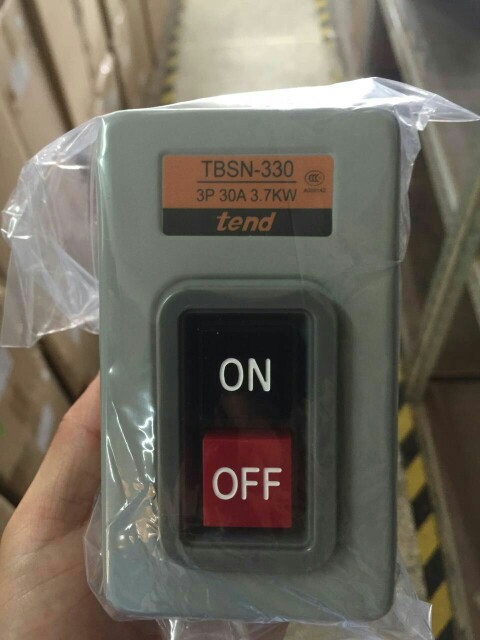 TBSN-330
3P 30A 3.7KW
tend
ON
OFF